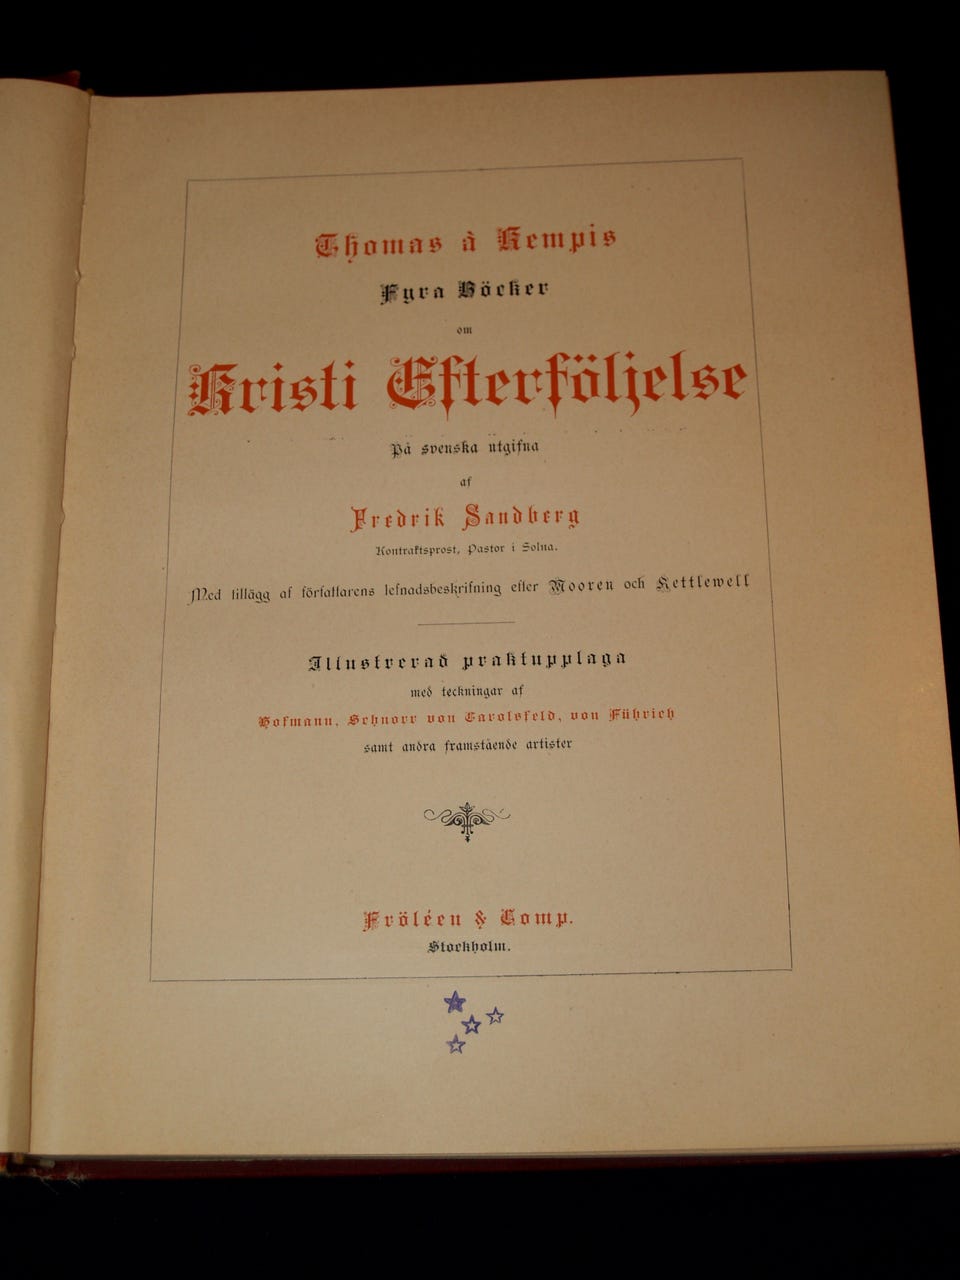 Thomas à Kempis
Fyra Böcker
om
Kristi Efterföljelse
På svenska utgifna
af
Fredrik Sandberg
Kontraktsprost, Pastor i Solna.
Med tillägg af författarens lefnadsbeskrifning efter Mooren och Kettlewell
Illustrerad praktupplaga
med teckningar af
Hofmann, Schnorr von Carolsfeld, von Führich
samt andra framstående artister
Fröléen & Comp.
Stockholm.